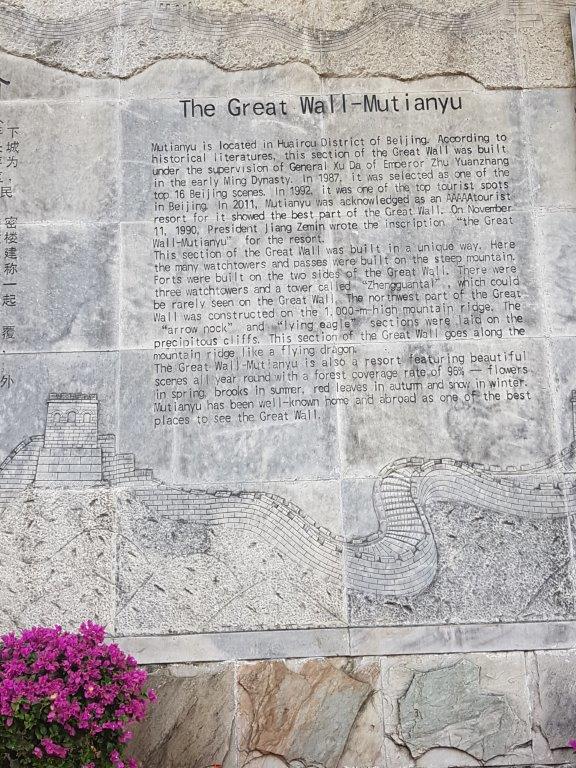 The Great Wall-Mutianyu
Mutianyu is located in Huairou District of Beijing. According to
historical literatures, this section of the Great Wall was built
under the supervision of General Xu Da of Emperor Zhu Yuanzhang
in the early Ming Dynasty. In 1987, it was selected as one of the
top 16 Beijing scenes. In 1992, it was one of the top tourist spots
in Beijing. In 2011, Mutianyu was acknowledged as an AAAAAtourist
resort for it showed the best part of the Great Wall. On November
11, 1990, President Jiang Zemin wrote the inscription "the Great
Wall-Mutianyu" for the resort.
This section of the Great Wall was built in a unique way. Here
the many watchtowers and passes were built on the steep mountain.
Forts were built on the two sides of the Great Wall. There were
three watchtowers and a tower called "Zhengguantai", which could
be rarely seen on the Great Wall. The northwest part of the Great
Wall was constructed on the 1,000-m-high mountain ridge. The
"arrow nock" and "lying eagle" sections were laid on the
precipitous cliffs. This section of the Great Wall goes along the
mountain ridge like a flying dragon.
The Great Wall-Mutianyu is also a resort featuring beautiful
scenes all year round with a forest coverage rate of 96% — flowers
in spring, brooks in summer, red leaves in autumn and snow in winter.
Mutianyu has been well-known home and abroad as one of the best
places to see the Great Wall.
下城为，民
密楼建称一起
覆，外